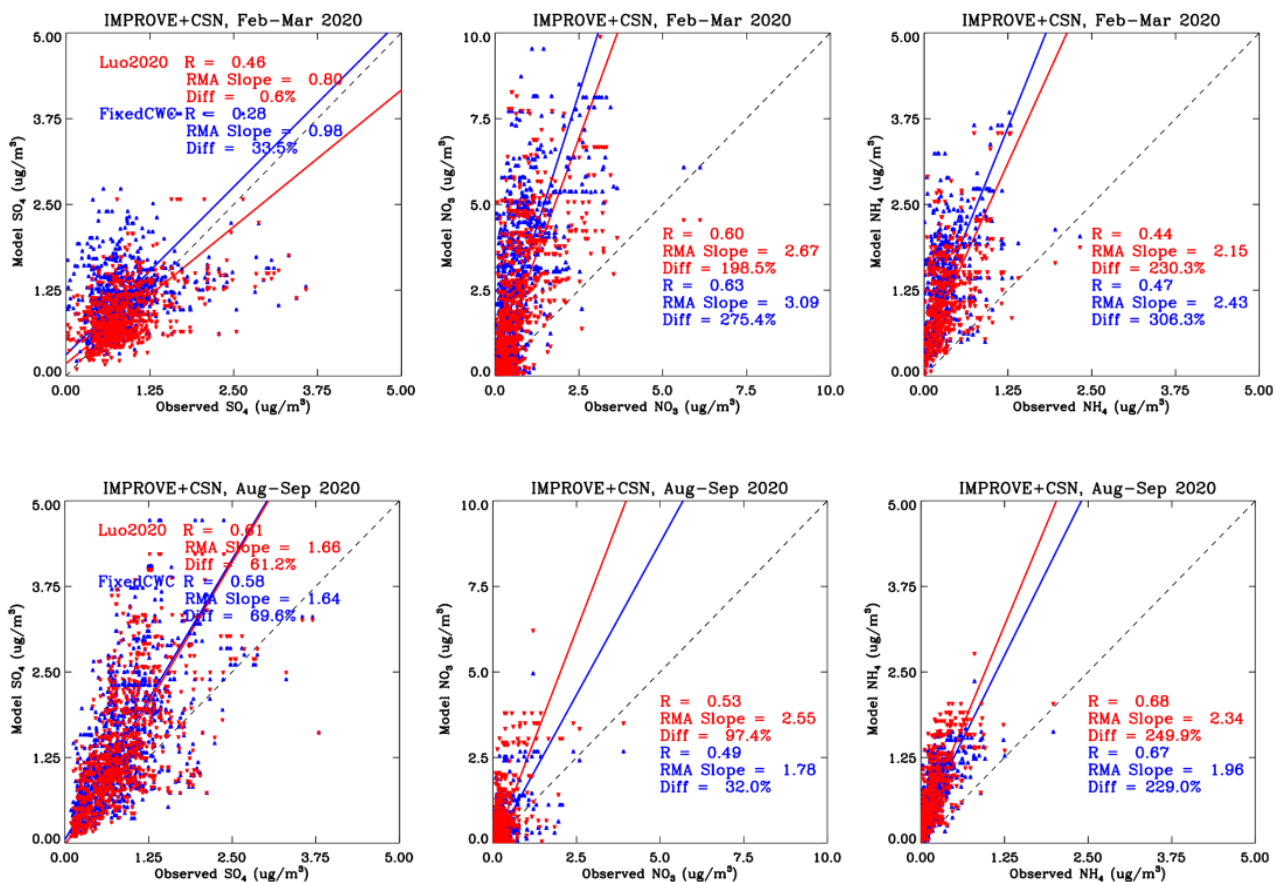 IMPROVE+CSN, Feb-Mar 2020
5.00
3.75
2.50
1.25
0.00
Model SO₄ (ug/m³)
Luo2020 R = 0.46
RMA Slope = 0.80
Diff = 0.6%
FixedCWC R = 0.28
RMA Slope = 0.98
Diff = 33.5%
0.00 1.25 2.50 3.75 5.00
Observed SO₄ (ug/m³)
IMPROVE+CSN, Feb-Mar 2020
10.0
7.5
5.0
2.5
0.0
Model NO₃ (ug/m³)
R = 0.60
RMA Slope = 2.67
Diff = 198.5%
R = 0.63
RMA Slope = 3.09
Diff = 275.4%
0.0 2.5 5.0 7.5 10.0
Observed NO₃ (ug/m³)
IMPROVE+CSN, Feb-Mar 2020
5.00
3.75
2.50
1.25
0.00
Model NH₄ (ug/m³)
R = 0.44
RMA Slope = 2.15
Diff = 230.3%
R = 0.47
RMA Slope = 2.43
Diff = 306.3%
0.00 1.25 2.50 3.75 5.00
Observed NH₄ (ug/m³)
IMPROVE+CSN, Aug-Sep 2020
5.00
3.75
2.50
1.25
0.00
Model SO₄ (ug/m³)
Luo2020 R = 0.61
RMA Slope = 1.66
Diff = 61.2%
FixedCWC R = 0.58
RMA Slope = 1.64
Diff = 69.6%
0.00 1.25 2.50 3.75 5.00
Observed SO₄ (ug/m³)
IMPROVE+CSN, Aug-Sep 2020
10.0
7.5
5.0
2.5
0.0
Model NO₃ (ug/m³)
R = 0.53
RMA Slope = 2.55
Diff = 97.4%
R = 0.49
RMA Slope = 1.78
Diff = 32.0%
0.0 2.5 5.0 7.5 10.0
Observed NO₃ (ug/m³)
IMPROVE+CSN, Aug-Sep 2020
5.00
3.75
2.50
1.25
0.00
Model NH₄ (ug/m³)
R = 0.68
RMA Slope = 2.34
Diff = 249.9%
R = 0.67
RMA Slope = 1.96
Diff = 229.0%
0.00 1.25 2.50 3.75 5.00
Observed NH₄ (ug/m³)